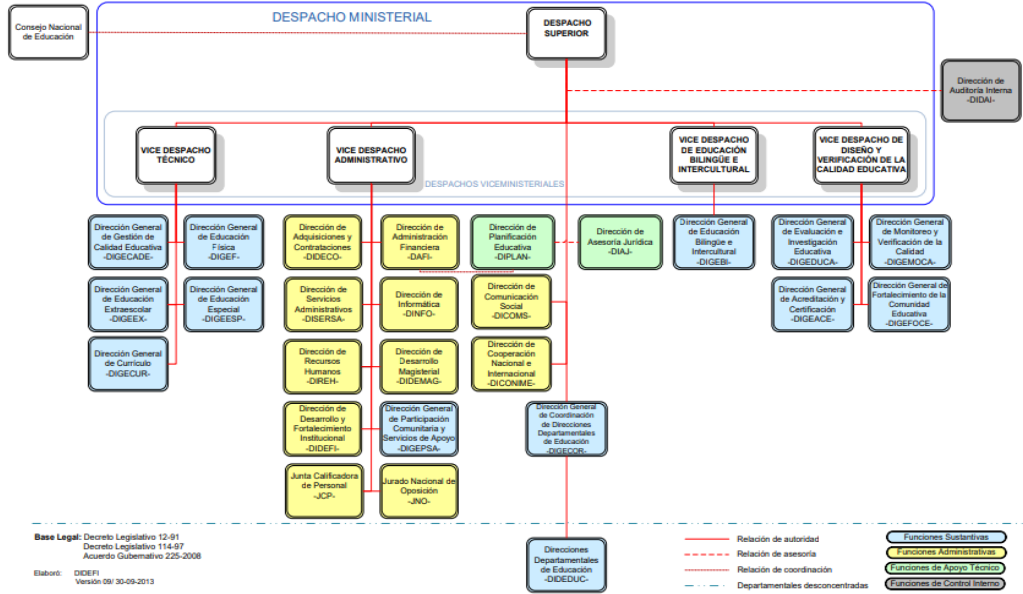 DESPACHO MINISTERIAL
Consejo Nacional
de Educación
DESPACHO
SUPERIOR
Dirección de
Auditoría Interna
-DIDAI-
VICE DESPACHO
TÉCNICO
VICE DESPACHO
ADMINISTRATIVO
VICE DESPACHO
DE EDUCACIÓN
BILINGÜE E
INTERCULTURAL
VICE DESPACHO DE
DISEÑO Y
VERIFICACIÓN DE LA
CALIDAD EDUCATIVA
DESPACHOS VICEMINISTERIALES
Dirección General
de Gestión de
Calidad Educativa
-DIGECADE-
Dirección General
de Educación
Física
-DIGEF-
Dirección de
Adquisiciones y
Contrataciones
-DIDECO-
Dirección de
Administración
Financiera
-DAFI-
Dirección de
Planificación
Educativa
-DIPLAN-
Dirección de
Asesoría Jurídica
-DIAJ-
Dirección General
de Educación
Bilingüe e
Intercultural
-DIGEBI-
Dirección General
de Evaluación e
Investigación
Educativa
-DIGEDUCA-
Dirección General
de Monitoreo y
Verificación de la
Calidad
-DIGEMOCA-
Dirección General
de Educación
Extraescolar
-DIGEEX-
Dirección General
de Educación
Especial
-DIGEESP-
Dirección de
Servicios
Administrativos
-DISERSA-
Dirección de
Informática
-DINFO-
Dirección de
Comunicación
Social
-DICOMS-
Dirección General
de Acreditación y
Certificación
-DIGEACE-
Dirección General de
Fortalecimiento de la
Comunidad
Educativa
-DIGEFOCE-
Dirección General
de Currículo
-DIGECUR-
Dirección de
Recursos
Humanos
-DIREH-
Dirección de
Desarrollo
Magisterial
-DIDEMAG-
Dirección de
Cooperación
Nacional e
Internacional
-DICONIME-
Dirección de
Desarrollo y
Fortalecimiento
Institucional
-DIDEFI-
Dirección General
de Participación
Comunitaria y
Servicios de Apoyo
-DIGEPSA-
Dirección General
de Coordinación
de Direcciones
Departamentales
de Educación
-DIGECOR-
Junta Calificadora
de Personal
-JCP-
Jurado Nacional de
Oposición
-JNO-
Direcciones
Departamentales
de Educación
-DIDEDUC-
Base Legal: Decreto Legislativo 12-91
Decreto Legislativo 114-97
Acuerdo Gubernativo 225-2008
Elaboró: DIDEFI
Versión 09/ 30-09-2013
Relación de autoridad
Relación de asesoría
Relación de coordinación
Departamentales desconcentradas
Funciones Sustantivas
Funciones Administrativas
Funciones de Apoyo Técnico
Funciones de Control Interno